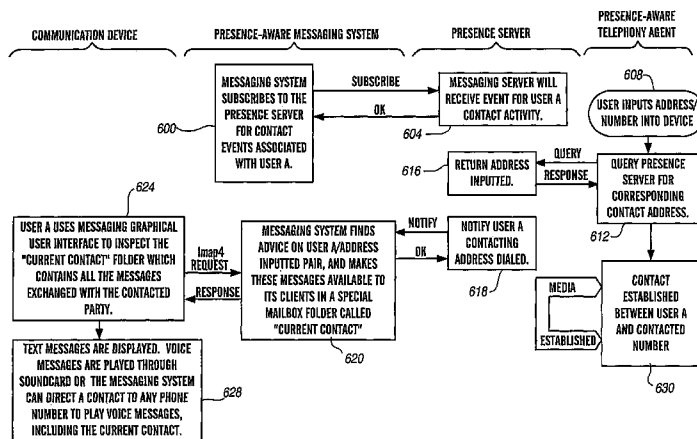 COMMUNICATION DEVICE
PRESENCE-AWARE MESSAGING SYSTEM
PRESENCE SERVER
PRESENCE-AWARE
TELEPHONY AGENT
MESSAGING SYSTEM
SUBSCRIBES TO THE
PRESENCE SERVER
FOR CONTACT
EVENTS ASSOCIATED
WITH USER A.
600
SUBSCRIBE
OK
MESSAGING SERVER WILL
RECEIVE EVENT FOR USER A
CONTACT ACTIVITY.
604
608
USER INPUTS ADDRESS/
NUMBER INTO DEVICE
616
RETURN ADDRESS
INPUTTED.
QUERY
RESPONSE
QUERY PRESENCE
SERVER FOR
CORRESPONDING
CONTACT ADDRESS.
612
624
USER A USES MESSAGING GRAPHICAL
USER INTERFACE TO INSPECT THE
"CURRENT CONTACT" FOLDER WHICH
CONTAINS ALL THE MESSAGES
EXCHANGED WITH THE CONTACTED
PARTY.
Imap4
REQUEST
RESPONSE
MESSAGING SYSTEM FINDS
ADVICE ON USER A/ADDRESS
INPUTTED PAIR, AND MAKES
THESE MESSAGES AVAILABLE TO
ITS CLIENTS IN A SPECIAL
MAILBOX FOLDER CALLED
"CURRENT CONTACT"
620
NOTIFY
OK
NOTIFY USER A
CONTACTING
ADDRESS DIALED.
618
MEDIA
ESTABLISHED
CONTACT
ESTABLISHED
BETWEEN USER A
AND CONTACTED
NUMBER
630
TEXT MESSAGES ARE DISPLAYED. VOICE
MESSAGES ARE PLAYED THROUGH
SOUNDCARD OR THE MESSAGING SYSTEM
CAN DIRECT A CONTACT TO ANY PHONE
NUMBER TO PLAY VOICE MESSAGES,
INCLUDING THE CURRENT CONTACT.
628